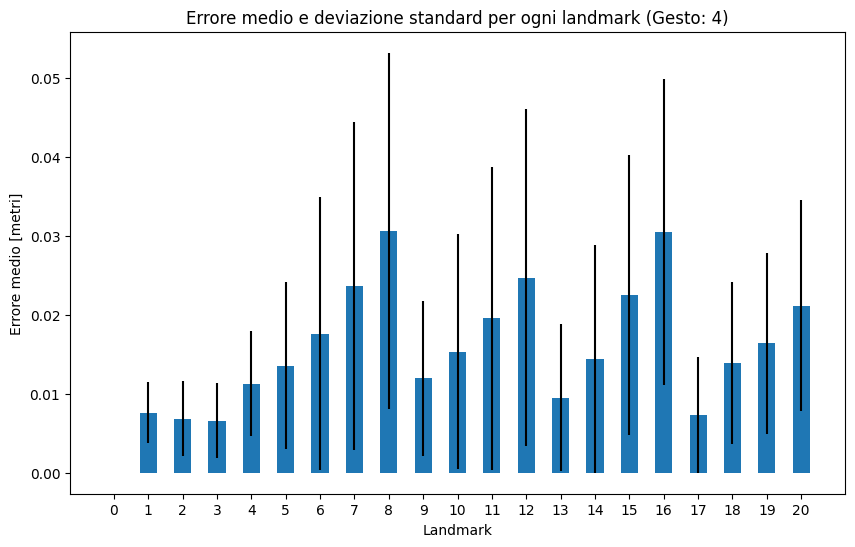 Errore medio e deviazione standard per ogni landmark (Gesto: 4)
Errore medio [metri]
0.05
0.04
0.03
0.02
0.01
0.00
0 1 2 3 4 5 6 7 8 9 10 11 12 13 14 15 16 17 18 19 20
Landmark